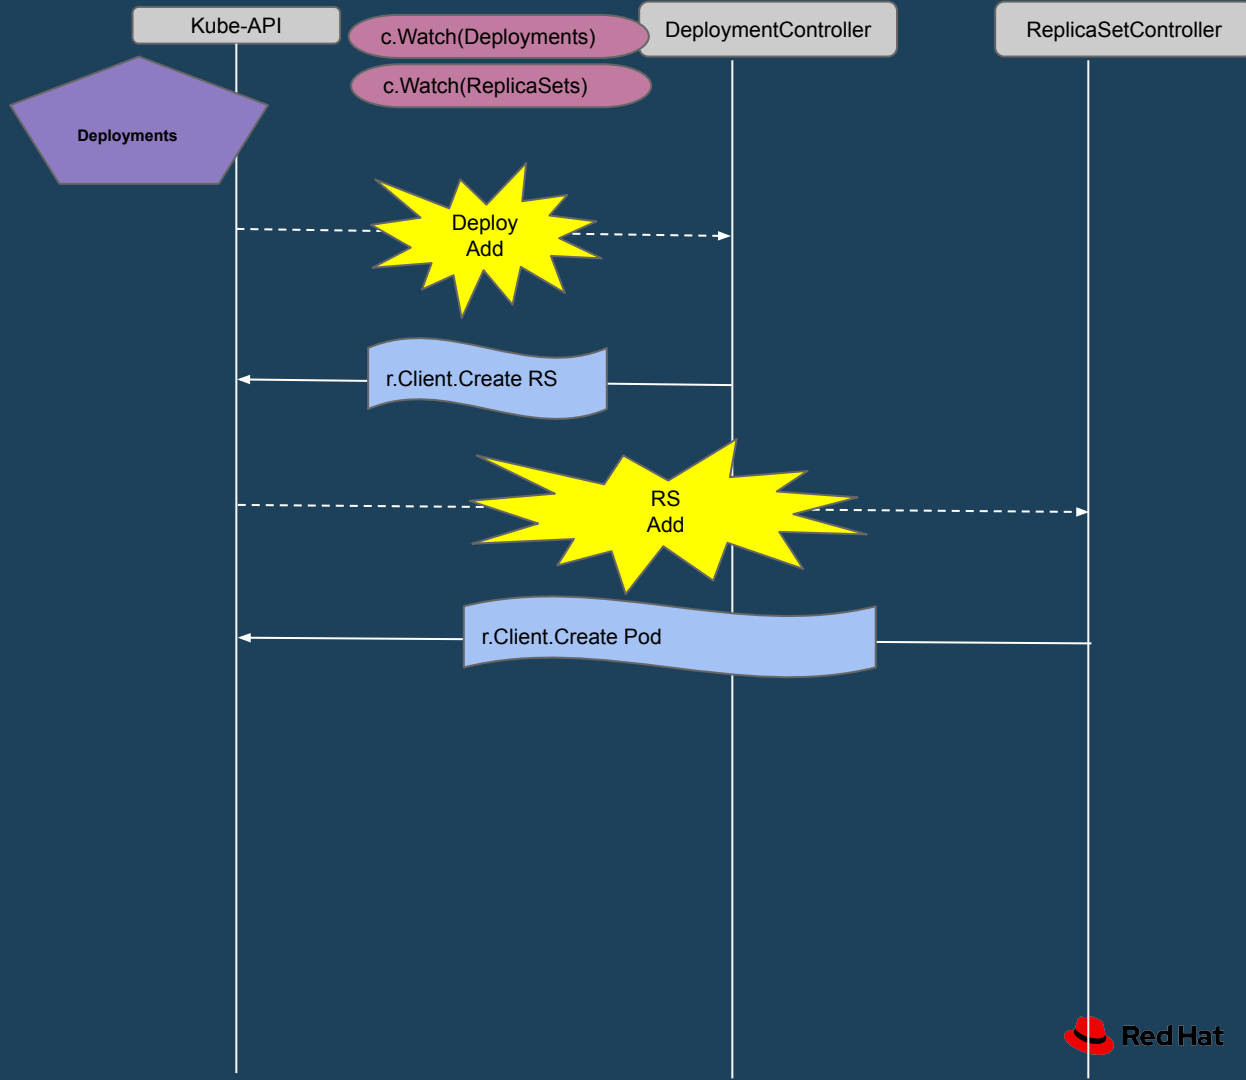 Kube-API
c.Watch(Deployments)
DeploymentController
ReplicaSetController
c.Watch(ReplicaSets)
Deployments
Deploy
Add
r.Client.Create RS
RS
Add
r.Client.Create Pod
Red Hat